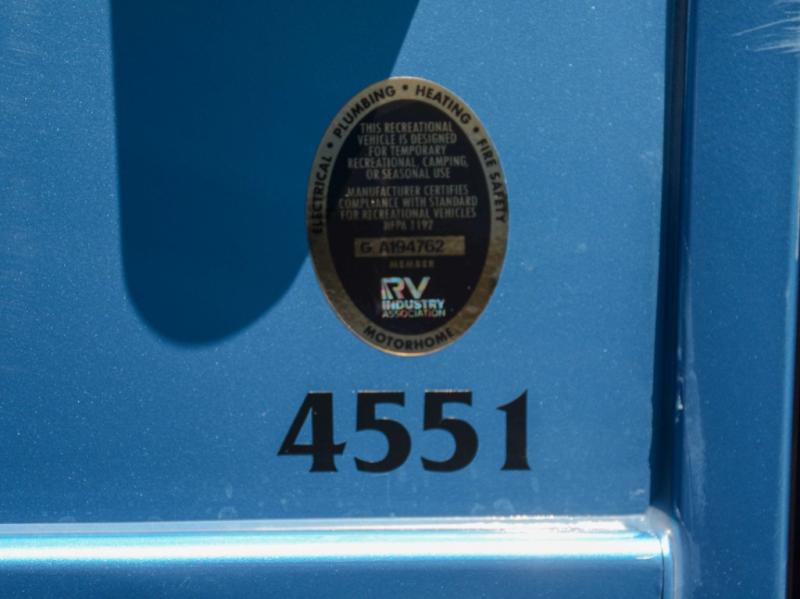 ELECTRICAL • PLUMBING • HEATING • FIRE SAFETY
THIS RECREATIONAL
VEHICLE IS DESIGNED
FOR TEMPORARY
RECREATIONAL, CAMPING,
OR SEASONAL USE
MANUFACTURER CERTIFIES
COMPLIANCE WITH STANDARD
FOR RECREATIONAL VEHICLES
NFPA 1192
G A194762
MEMBER
RV
INDUSTRY
ASSOCIATION
MOTORHOME
4551